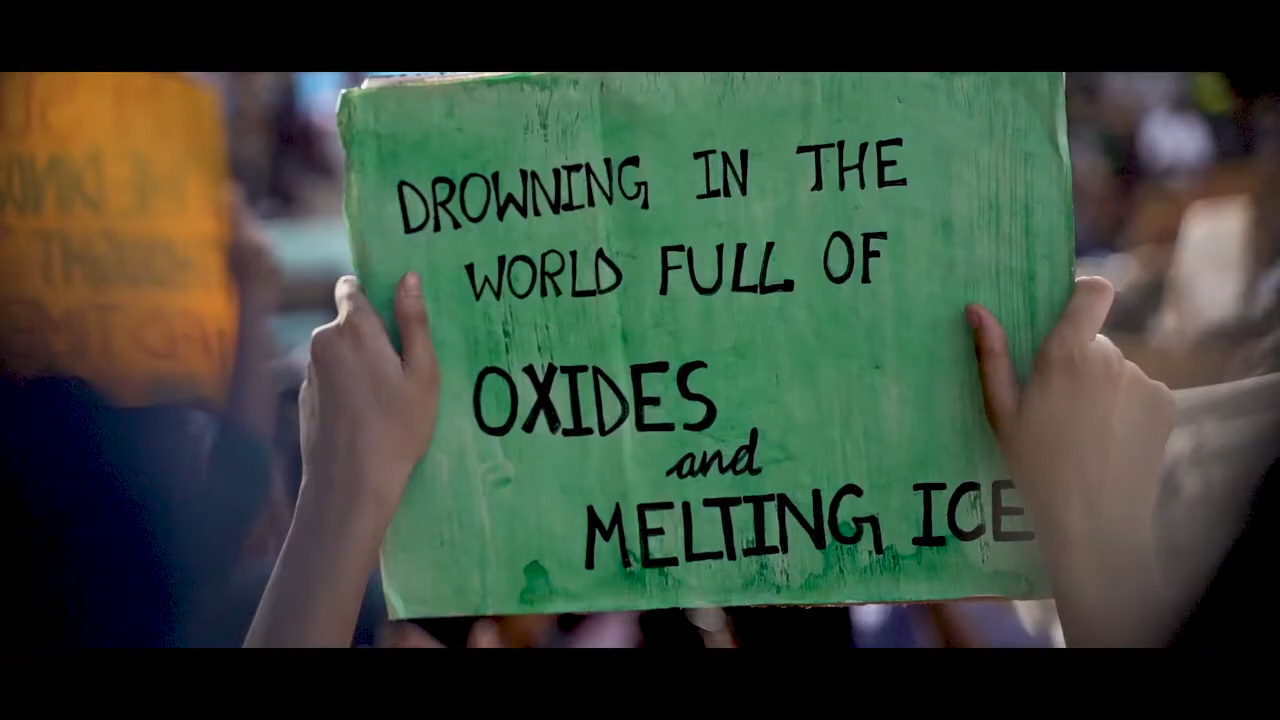 DROWNING IN THE
WORLD FULL OF
OXIDES
and
MELTING ICE